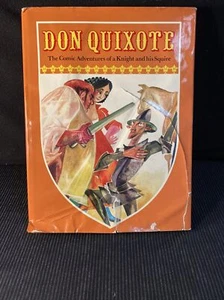 DON QUIXOTE
The Comic Adventures of a Knight and his Squire